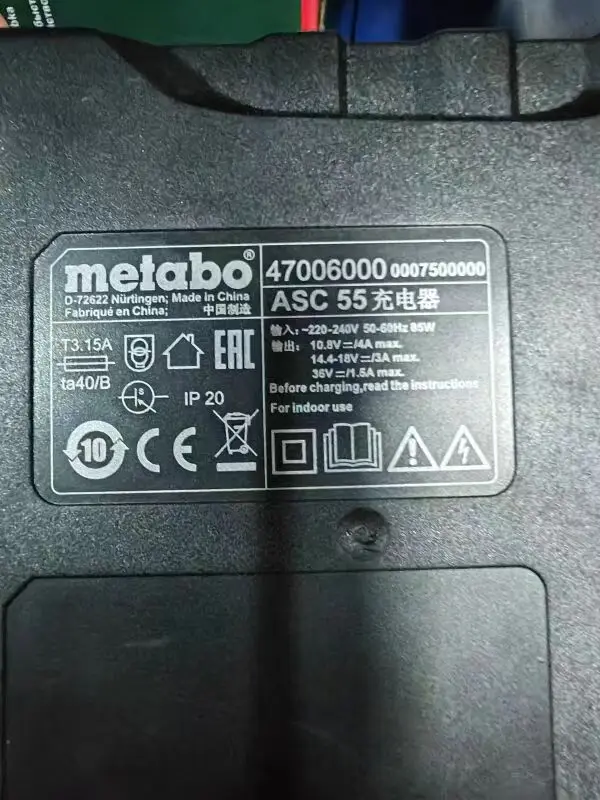 metabo®
D-72622 Nürtingen; Made in China
Fabriqué en China; 中国制造
47006000 0007500000
ASC 55 充电器
T3.15A
ta40/B
EAC
IP 20
10
CE
输入: ~220-240V 50-60Hz 85W
输出: 10.8V⎓/4A max.
14.4-18V⎓/3A max.
36V⎓/1.5A max.
Before charging,read the instructions
For indoor use